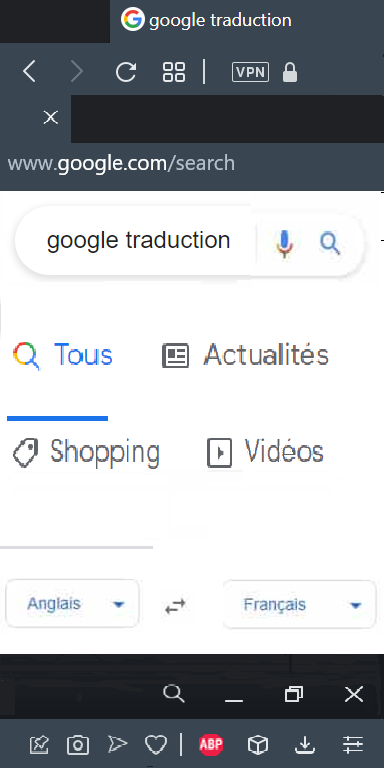 google traduction
VPN
www.google.com/search
google traduction
Tous Actualités
Shopping Vidéos
Anglais Français
ABP